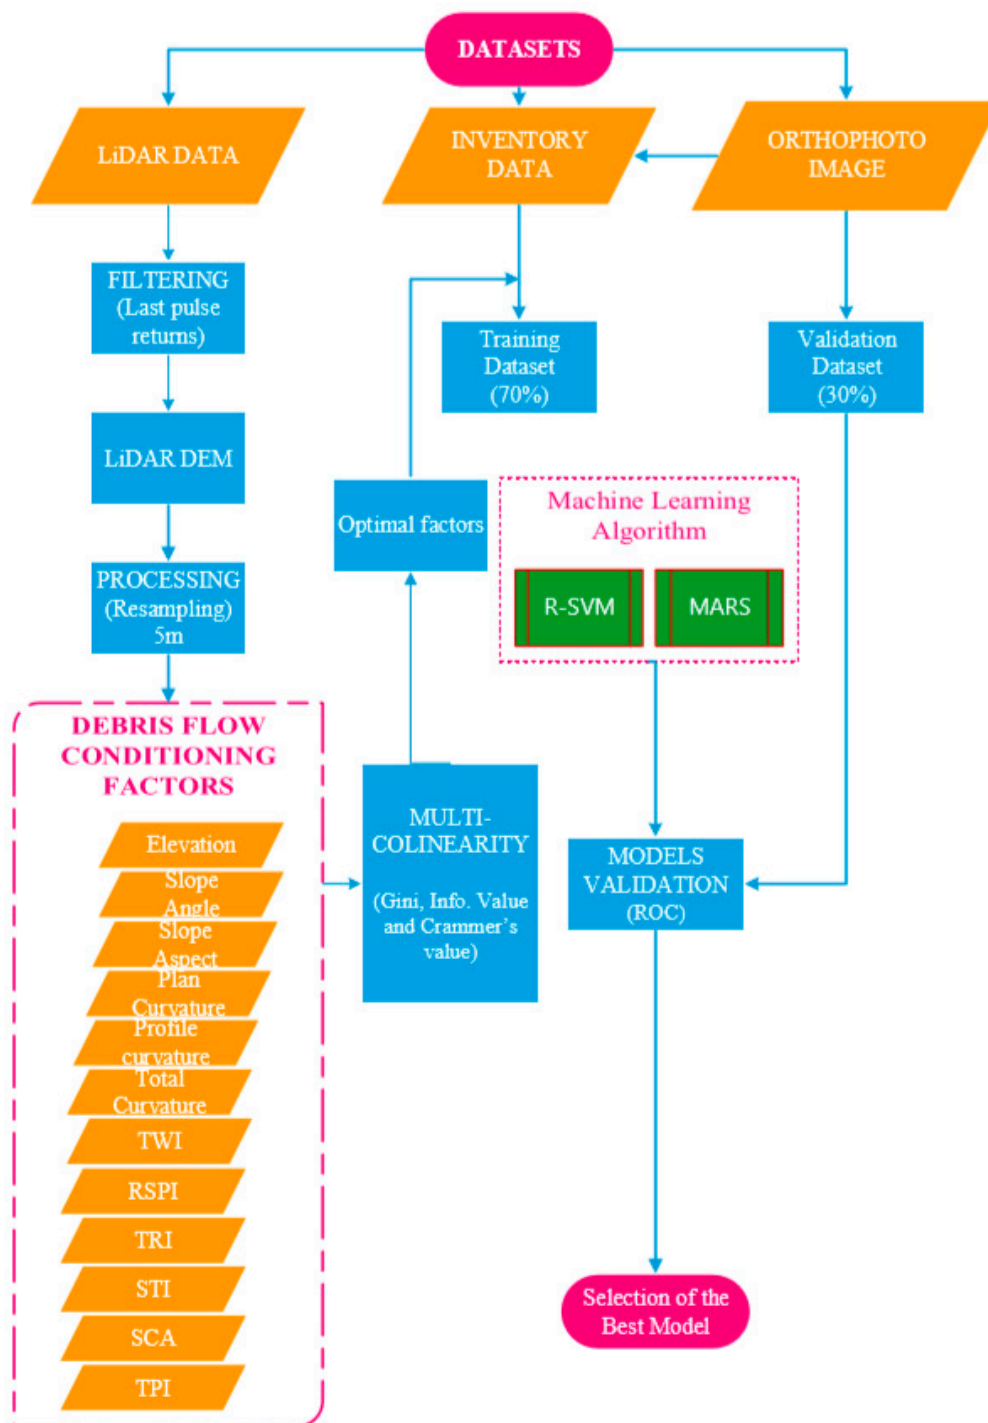 DATASETS
LiDAR DATA
INVENTORY
DATA
ORTHOPHOTO
IMAGE
FILTERING
(Last pulse
returns)
Training
Dataset
(70%)
Validation
Dataset
(30%)
LiDAR DEM
Optimal factors
Machine Learning
Algorithm
R-SVM
MARS
PROCESSING
(Resampling)
5m
DEBRIS FLOW
CONDITIONING
FACTORS
Elevation
Slope
Angle
Slope
Aspect
Plan
Curvature
Profile
curvature
Total
Curvature
TWI
RSPI
TRI
STI
SCA
TPI
MULTI-
COLINEARITY
(Gini, Info. Value
and Crammer's
value)
MODELS
VALIDATION
(ROC)
Selection of the
Best Model